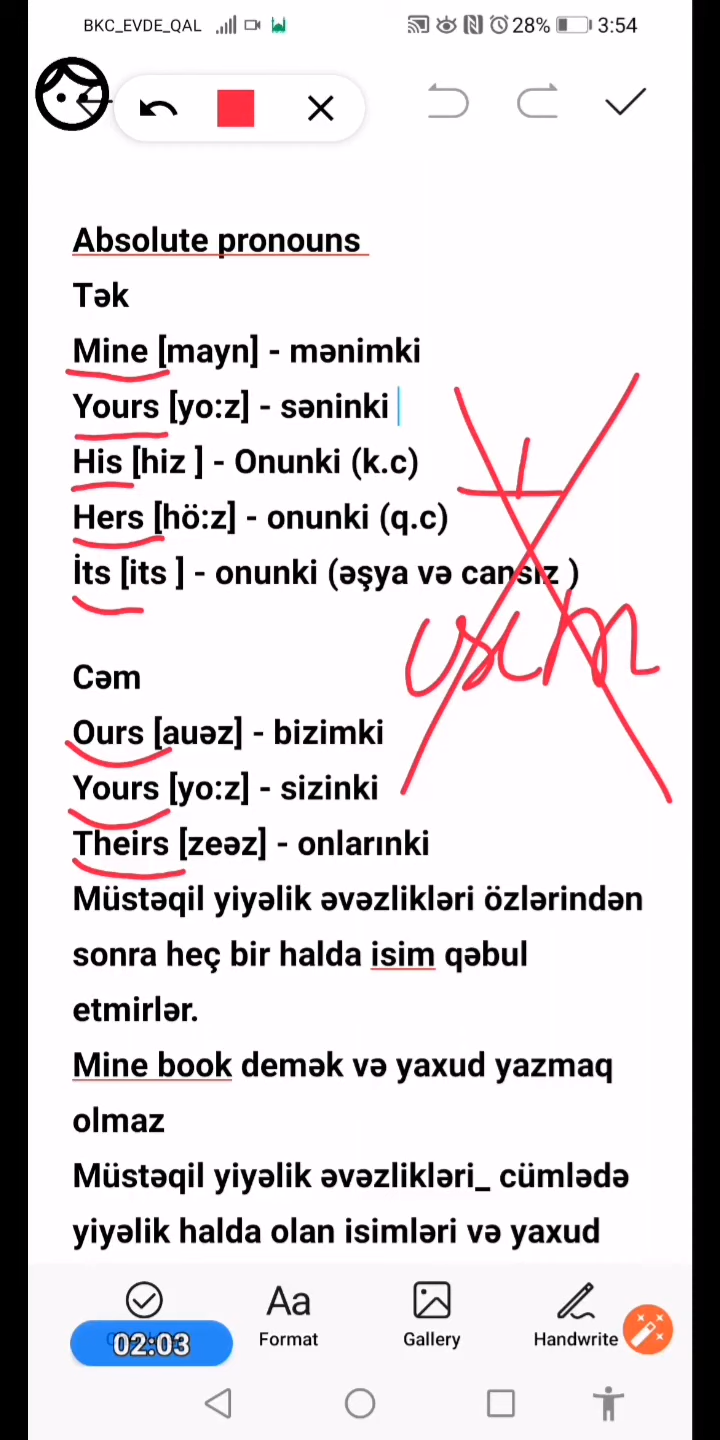 BKC_EVDE_QAL 28% 3:54
Absolute pronouns
Tək
Mine [mayn] - mənimki
Yours [yo:z] - səninki
His [hiz ] - Onunki (k.c)
Hers [hö:z] - onunki (q.c)
İts [its ] - onunki (əşya və cansız )
Cəm
Ours [auəz] - bizimki
Yours [yo:z] - sizinki
Theirs [zeəz] - onlarınki
Müstəqil yiyəlik əvəzlikləri özlərindən
sonra heç bir halda isim qəbul
etmirlər.
Mine book demək və yaxud yazmaq
olmaz
Müstəqil yiyəlik əvəzlikləri_ cümlədə
yiyəlik halda olan isimləri və yaxud
Aa
02:03 Format Gallery Handwrite